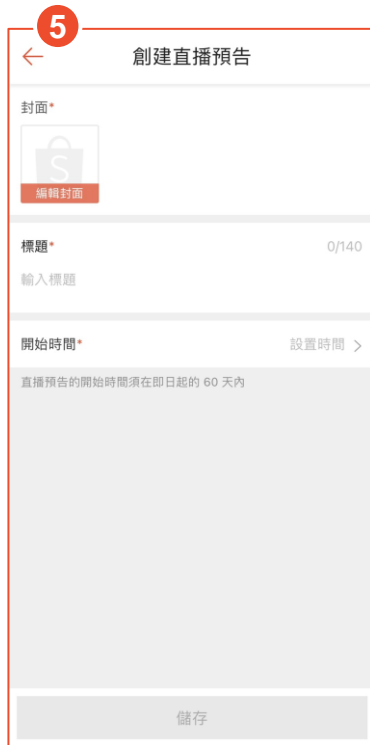 5
創建直播預告
封面*
S
編輯封面
標題*
0/140
輸入標題
開始時間*
設置時間 >
直播預告的開始時間須在即日起的 60 天內
儲存